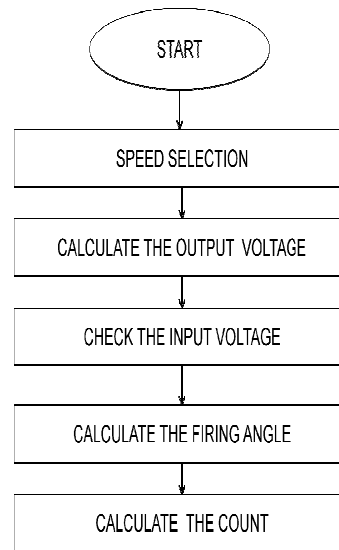 START
SPEED SELECTION
CALCULATE THE OUTPUT VOLTAGE
CHECK THE INPUT VOLTAGE
CALCULATE THE FIRING ANGLE
CALCULATE THE COUNT